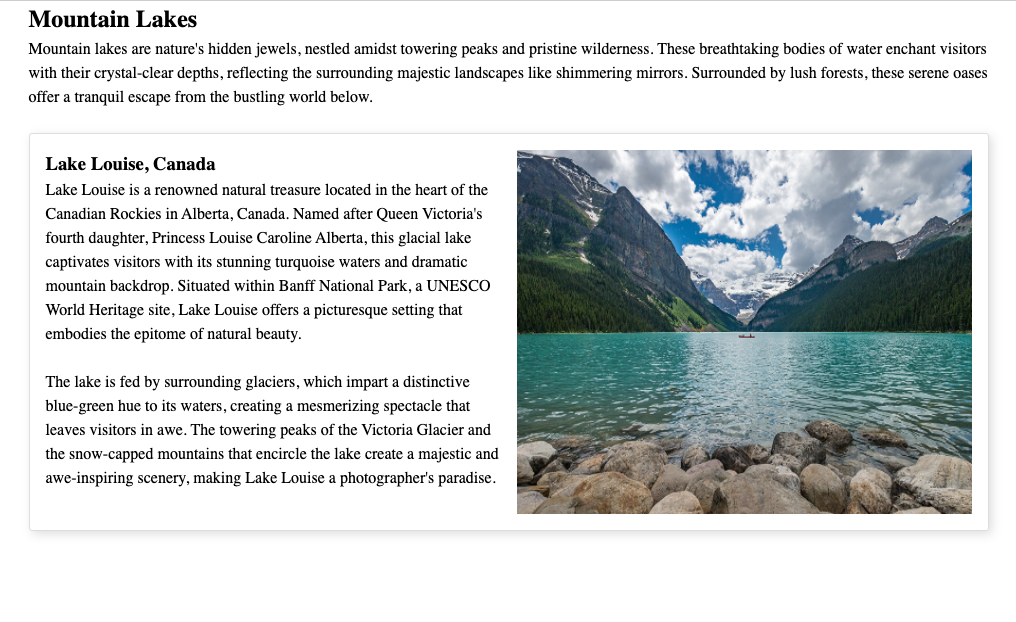 Mountain Lakes
Mountain lakes are nature's hidden jewels, nestled amidst towering peaks and pristine wilderness. These breathtaking bodies of water enchant visitors
with their crystal-clear depths, reflecting the surrounding majestic landscapes like shimmering mirrors. Surrounded by lush forests, these serene oases
offer a tranquil escape from the bustling world below.
Lake Louise, Canada
Lake Louise is a renowned natural treasure located in the heart of the
Canadian Rockies in Alberta, Canada. Named after Queen Victoria's
fourth daughter, Princess Louise Caroline Alberta, this glacial lake
captivates visitors with its stunning turquoise waters and dramatic
mountain backdrop. Situated within Banff National Park, a UNESCO
World Heritage site, Lake Louise offers a picturesque setting that
embodies the epitome of natural beauty.
The lake is fed by surrounding glaciers, which impart a distinctive
blue-green hue to its waters, creating a mesmerizing spectacle that
leaves visitors in awe. The towering peaks of the Victoria Glacier and
the snow-capped mountains that encircle the lake create a majestic and
awe-inspiring scenery, making Lake Louise a photographer's paradise.